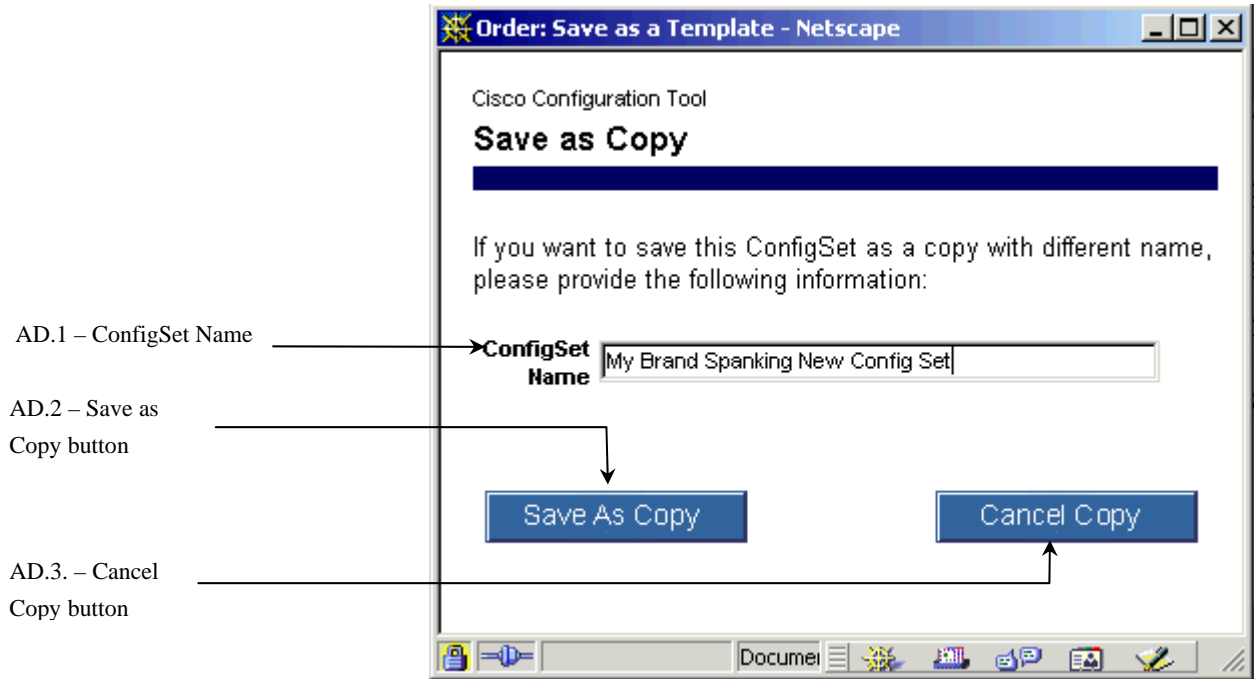 Order: Save as a Template - Netscape
Cisco Configuration Tool
Save as Copy
If you want to save this ConfigSet as a copy with different name,
please provide the following information:
AD.1 – ConfigSet Name
ConfigSet
Name
My Brand Spanking New Config Set
AD.2 – Save as
Copy button
Save As Copy
Cancel Copy
AD.3. – Cancel
Copy button
Documei